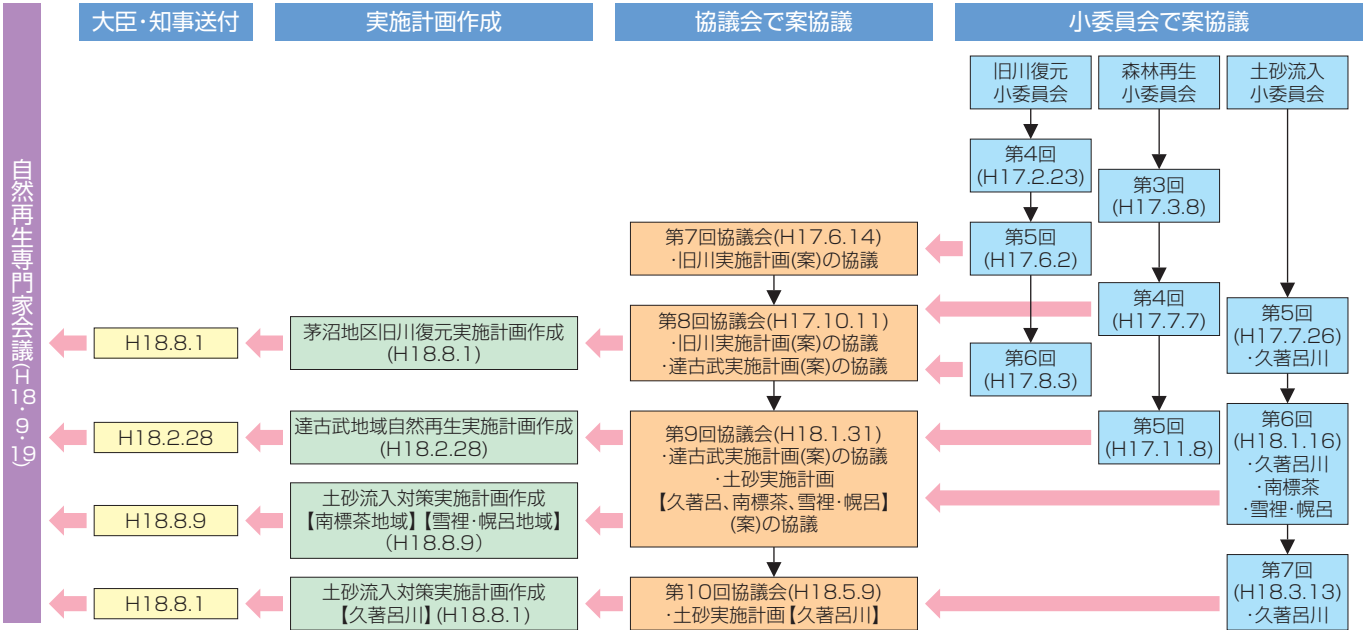 大臣・知事送付
実施計画作成
協議会で案協議
小委員会で案協議
自然再生専門家会議(H18・9・19)
旧川復元
小委員会
第4回
(H17.2.23)
第5回
(H17.6.2)
第6回
(H17.8.3)
森林再生
小委員会
第3回
(H17.3.8)
第4回
(H17.7.7)
第5回
(H17.11.8)
土砂流入
小委員会
第5回
(H17.7.26)
・久著呂川
第6回
(H18.1.16)
・久著呂川
・南標茶
・雪裡・幌呂
第7回
(H18.3.13)
・久著呂川
第7回協議会(H17.6.14)
・旧川実施計画(案)の協議
第8回協議会(H17.10.11)
・旧川実施計画(案)の協議
・達古武実施計画(案)の協議
第9回協議会(H18.1.31)
・達古武実施計画(案)の協議
・土砂実施計画
【久著呂、南標茶、雪裡・幌呂】
(案)の協議
第10回協議会(H18.5.9)
・土砂実施計画【久著呂川】
茅沼地区旧川復元実施計画作成
(H18.8.1)
達古武地域自然再生実施計画作成
(H18.2.28)
土砂流入対策実施計画作成
【南標茶地域】【雪裡・幌呂地域】
(H18.8.9)
土砂流入対策実施計画作成
【久著呂川】(H18.8.1)
H18.8.1
H18.2.28
H18.8.9
H18.8.1